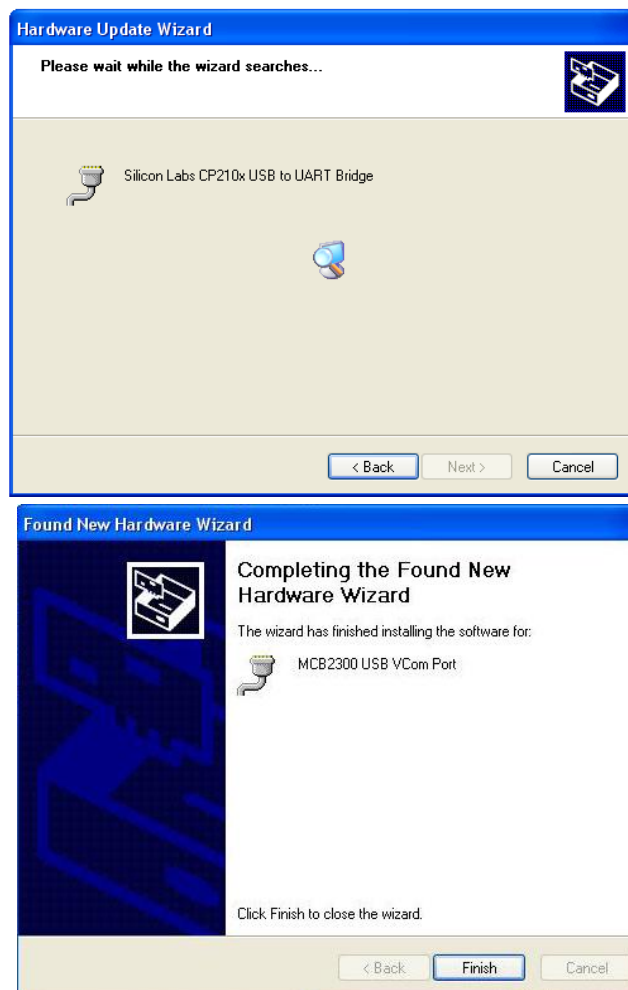 Hardware Update Wizard
Please wait while the wizard searches...
Silicon Labs CP210x USB to UART Bridge
< Back Next > Cancel
Found New Hardware Wizard
Completing the Found New
Hardware Wizard
The wizard has finished installing the software for:
MCB2300 USB VCom Port
Click Finish to close the wizard.
< Back Finish Cancel